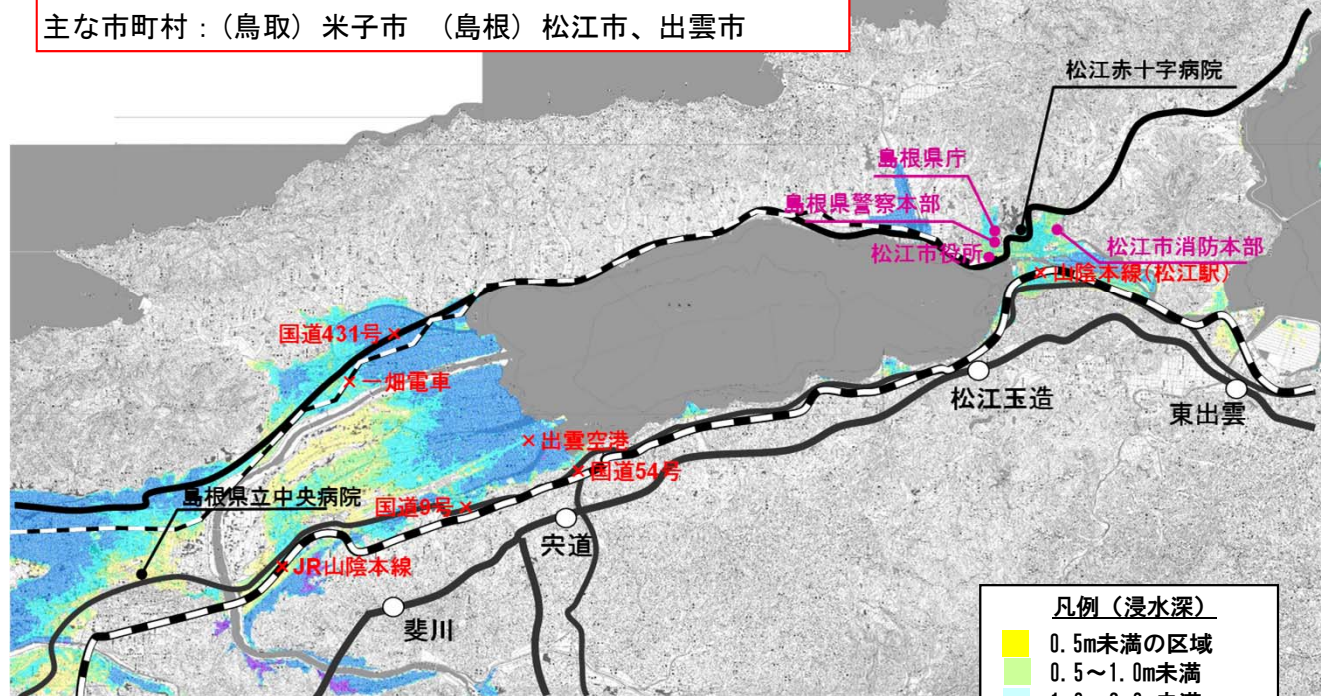 主な市町村：（鳥取）米子市　（島根）松江市、出雲市
松江赤十字病院
島根県庁
島根県警察本部
松江市役所
松江市消防本部
山陰本線(松江駅)
国道431号
一畑電車
松江玉造
東出雲
出雲空港
国道54号
島根県立中央病院
国道9号
宍道
JR山陰本線
斐川
凡例（浸水深）
0.5m未満の区域
0.5～1.0m未満